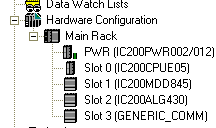 Data Watch Lists
Hardware Configuration
Main Rack
PWR (IC200PWR002/012)
Slot 0 (IC200CPUE05)
Slot 1 (IC200MDD845)
Slot 2 (IC200ALG430)
Slot 3 (GENERIC_COMM)